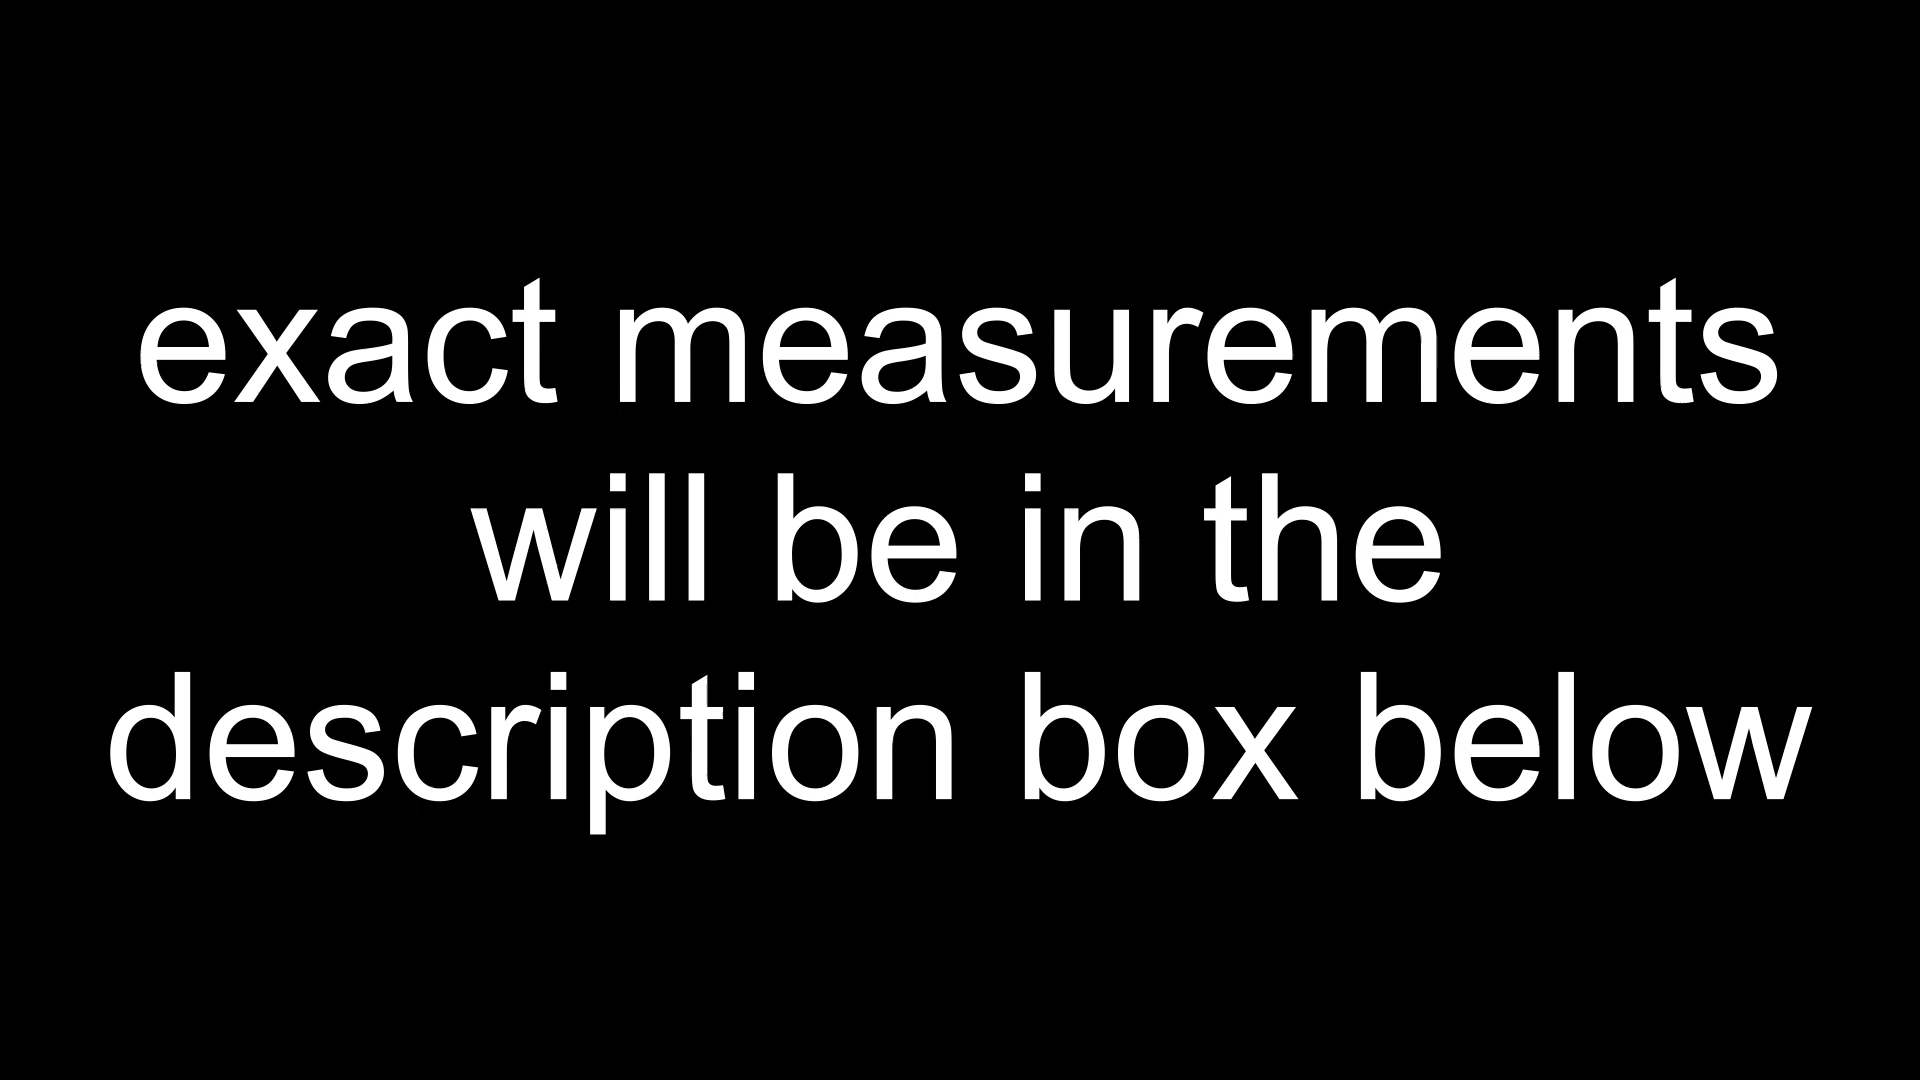 exact measurements
will be in the
description box below